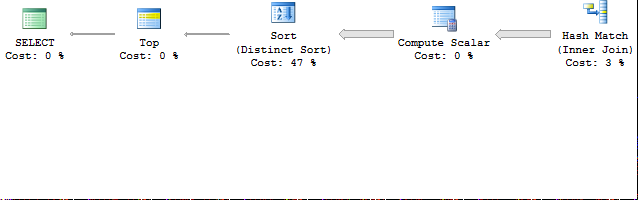 SELECT
Cost: 0 %
Top
Cost: 0 %
Sort
(Distinct Sort)
Cost: 47 %
Compute Scalar
Cost: 0 %
Hash Match
(Inner Join)
Cost: 3 %